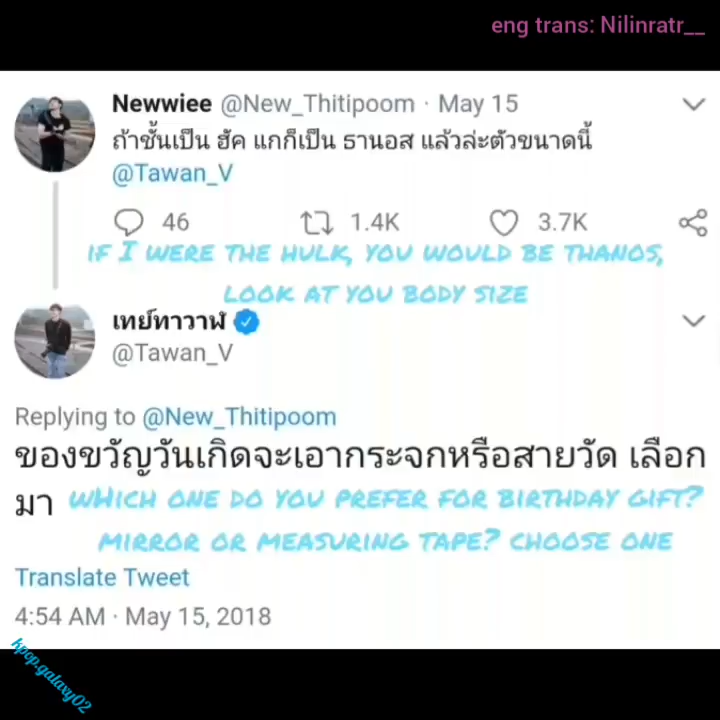 eng trans: Nilinratr__
Newwiee @New_Thitipoom · May 15
ถ้าชั้นเป็น ฮัค แกก็เป็น ธานอส แล้วล่ะตัวขนาดนี้
@Tawan_V
46 1.4K 3.7K
IF I WERE THE HULK, YOU WOULD BE THANOS,
LOOK AT YOU BODY SIZE
เทย์ทาวาฬ
@Tawan_V
Replying to @New_Thitipoom
ของขวัญวันเกิดจะเอากระจกหรือสายวัด เลือก
มา WHICH ONE DO YOU PREFER FOR BIRTHDAY GIFT?
MIRROR OR MEASURING TAPE? CHOOSE ONE
Translate Tweet
4:54 AM · May 15, 2018
kpop.galaxy02